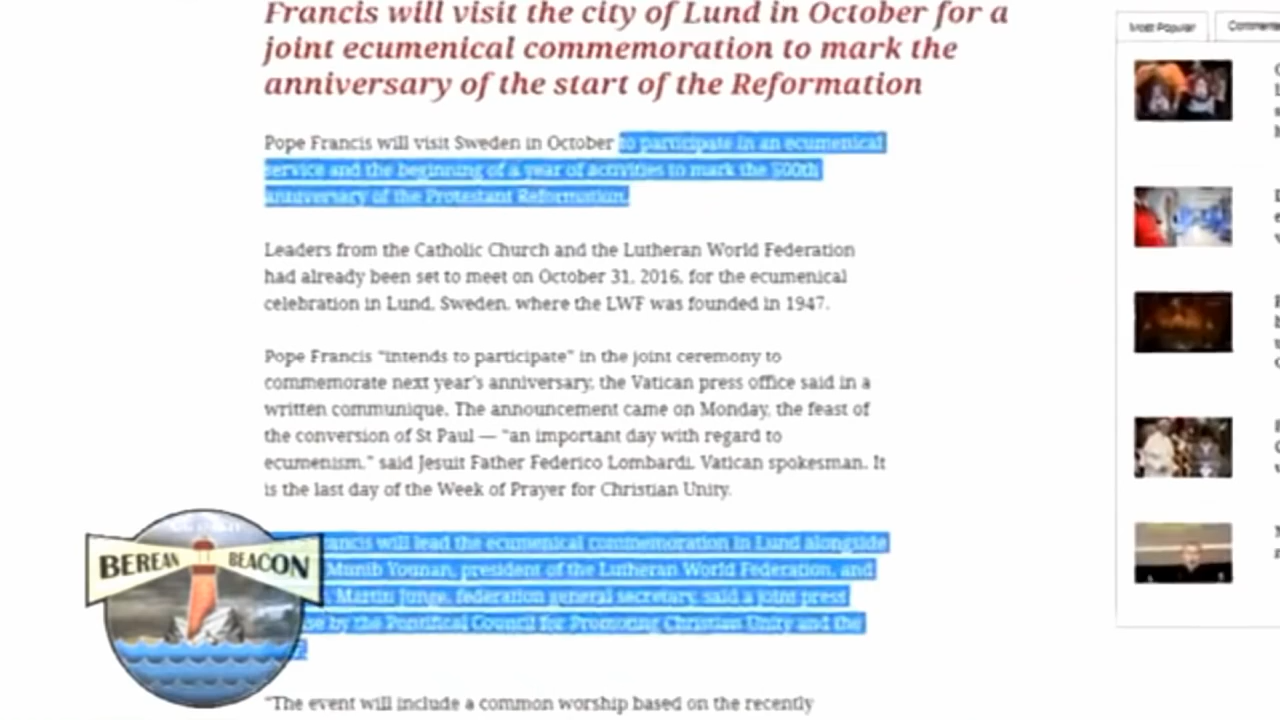 Francis will visit the city of Lund in October for a
joint ecumenical commemoration to mark the
anniversary of the start of the Reformation
Pope Francis will visit Sweden in October to participate in an ecumenical
service and the beginning of a year of activities to mark the 500th
anniversary of the Protestant Reformation.
Leaders from the Catholic Church and the Lutheran World Federation
had already been set to meet on October 31, 2016, for the ecumenical
celebration in Lund, Sweden, where the LWF was founded in 1947.
Pope Francis “intends to participate” in the joint ceremony to
commemorate next year’s anniversary, the Vatican press office said in a
written communique. The announcement came on Monday, the feast of
the conversion of St Paul — “an important day with regard to
ecumenism,” said Jesuit Father Federico Lombardi, Vatican spokesman. It
is the last day of the Week of Prayer for Christian Unity.
ancis will lead the ecumenical commemoration in Lund alongside
Munib Younan, president of the Lutheran World Federation, and
Martin Junge, federation general secretary, said a joint press
se by the Pontifical Council for Promoting Christian Unity and the
“The event will include a common worship based on the recently
BEREAN BEACON
Most Popular